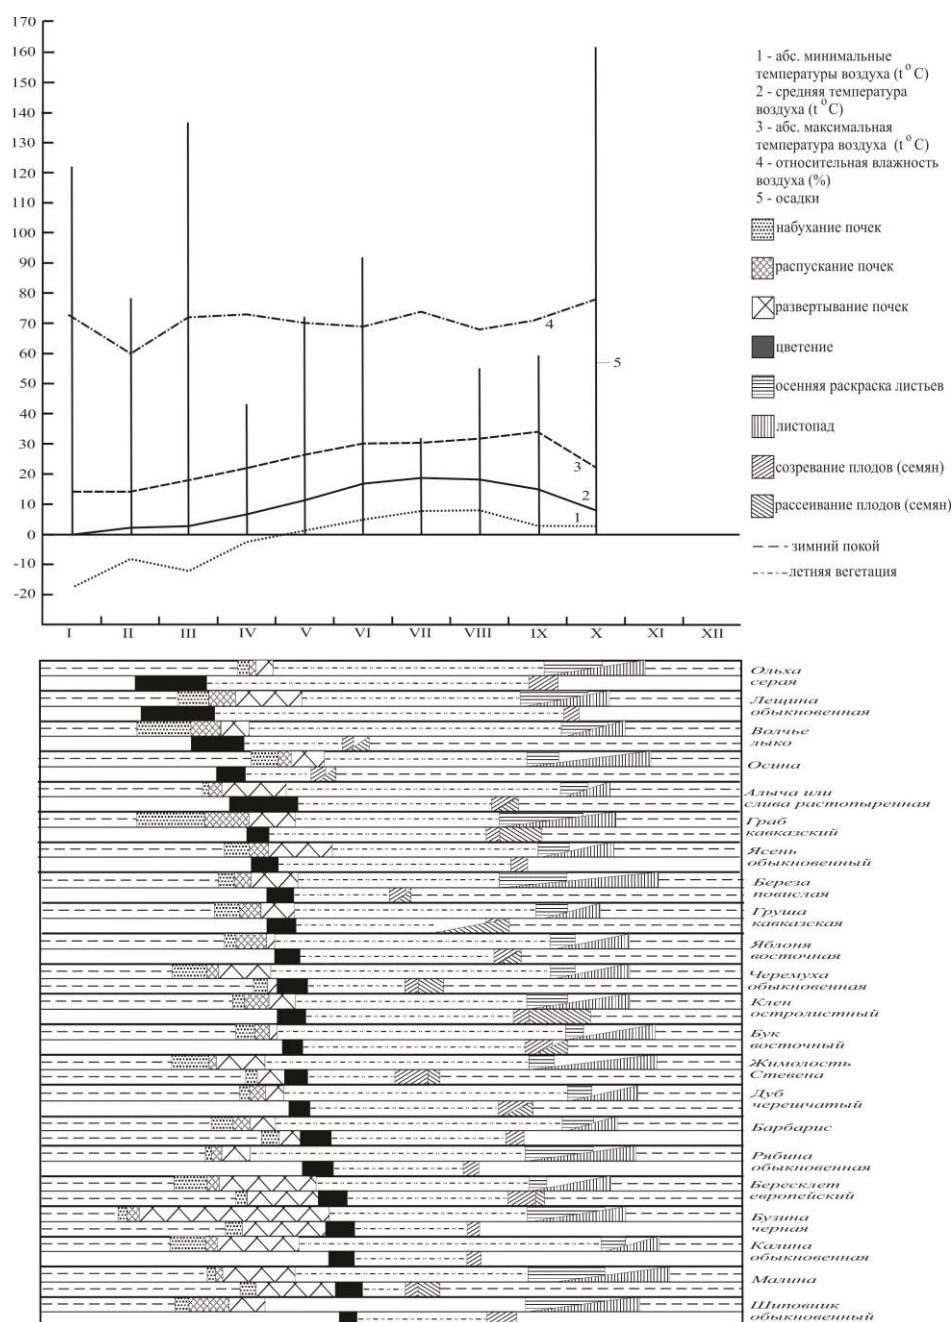 170
160
150
140
130
120
110
100
90
80
70
60
50
40
30
20
10
0
-10
-20
4
5
3
2
1
I II III IV V VI VII VIII IX X XI XII
1 - абс. минимальные
температуры воздуха (t°C)
2 - средняя температура
воздуха (t°C)
3 - абс. максимальная
температура воздуха (t°C)
4 - относительная влажность
воздуха (%)
5 - осадки
набухание почек
распускание почек
развертывание почек
цветение
осенняя раскраска листьев
листопад
созревание плодов (семян)
рассеивание плодов (семян)
зимний покой
летняя вегетация
Ольха
серая
Лещина
обыкновенная
Волчье
лыко
Осина
Алыча или
слива растопыренная
Граб
кавказский
Ясень
обыкновенный
Береза
повислая
Груша
кавказская
Яблоня
восточная
Черемуха
обыкновенная
Клен
остролистный
Бук
восточный
Жимолость
Стевена
Дуб
черешчатый
Барбарис
Рябина
обыкновенная
Бересклет
европейский
Бузина
черная
Калина
обыкновенная
Малина
Шиповник
обыкновенный